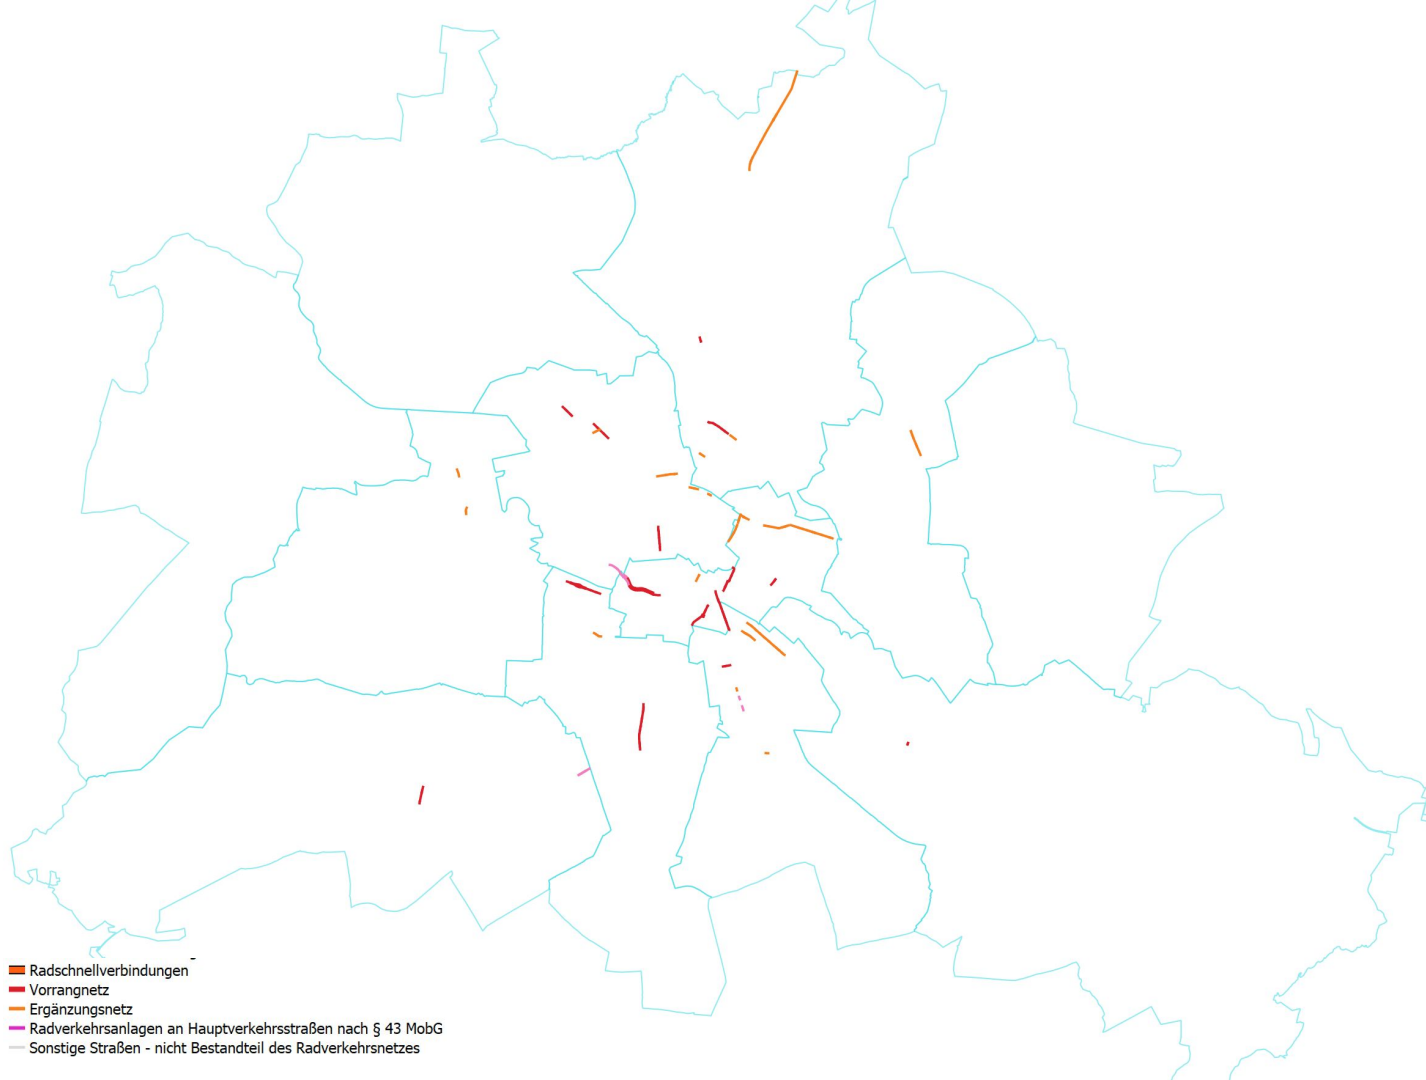 Radschnellverbindungen
Vorrangnetz
Ergänzungsnetz
Radverkehrsanlagen an Hauptverkehrsstraßen nach § 43 MobG
Sonstige Straßen - nicht Bestandteil des Radverkehrsnetzes